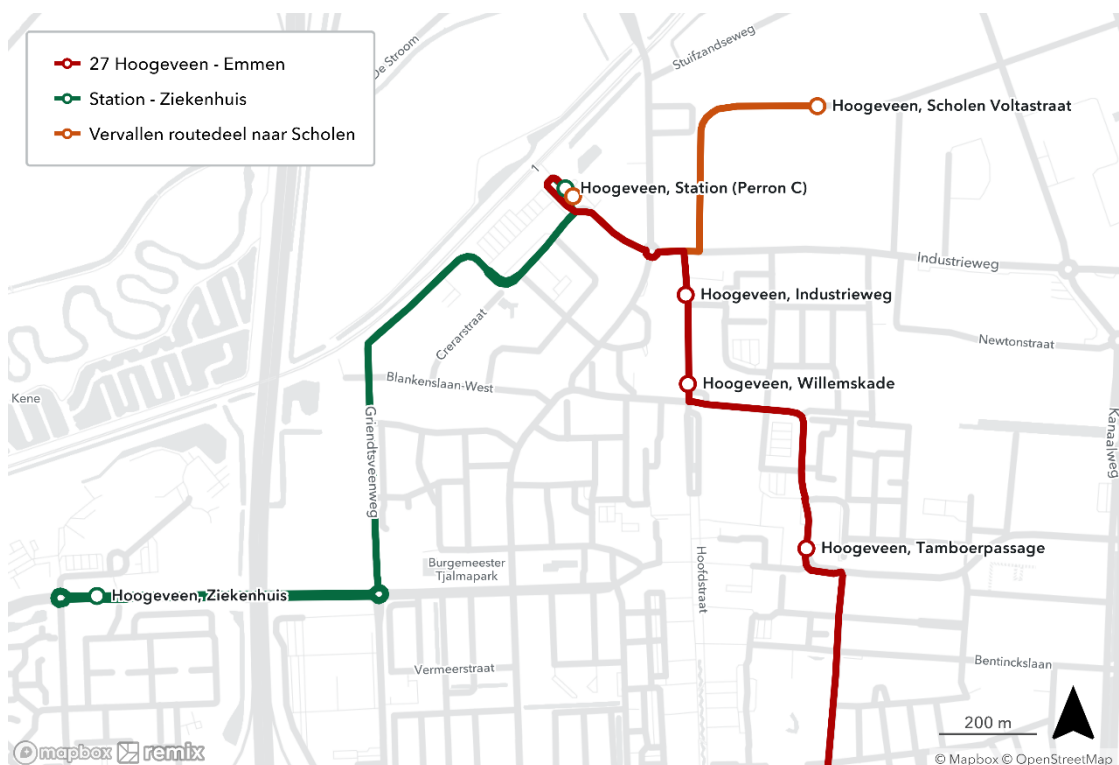 27 Hoogeveen - Emmen
Station - Ziekenhuis
Vervallen routedeel naar Scholen
De Stroom
Stuifzandseweg
Hoogeveen, Scholen Voltastraat
1
Hoogeveen, Station (Perron C)
Industrieweg
Hoogeveen, Industrieweg
Crerarstraat
Newtonstraat
Blankenslaan-West
Hoogeveen, Willemskade
Kene
Griendtsveenweg
Kanaalweg
Hoogeveen, Tamboerpassage
Burgemeester
Tjalmapark
Hoofdstraat
Hoogeveen, Ziekenhuis
Vermeerstraat
Bentinckslaan
200 m
mapbox remix
© Mapbox © OpenStreetMap